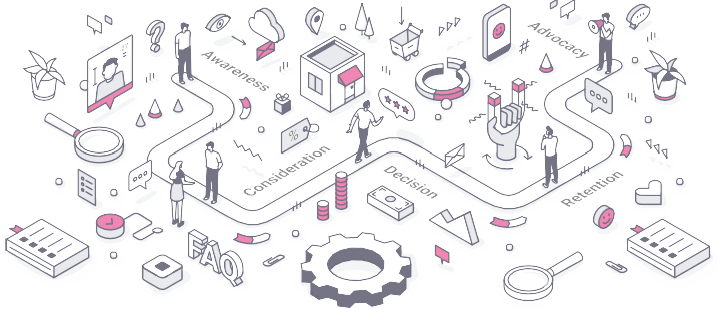 ?
Awareness
Advocacy
#
%
Consideration
Decision
Retention
FAQ